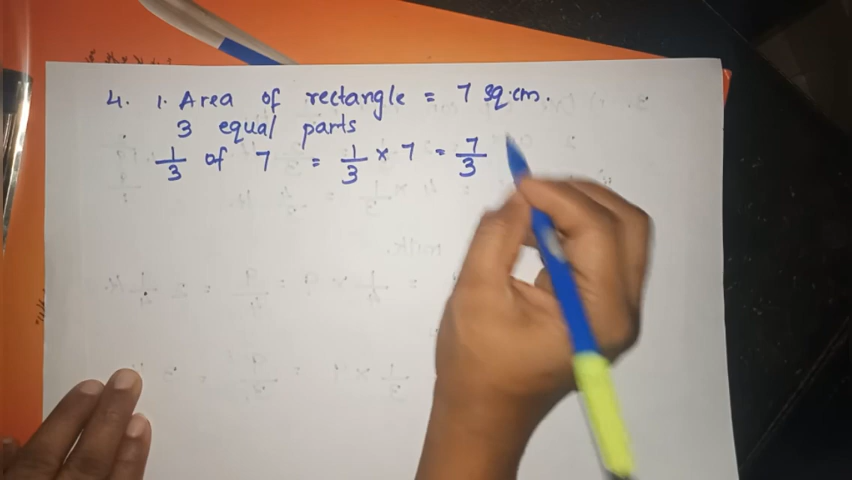 4. 1. Area of rectangle = 7 sq.cm.
3 equal parts
1/3 of 7 = 1/3 × 7 = 7/3